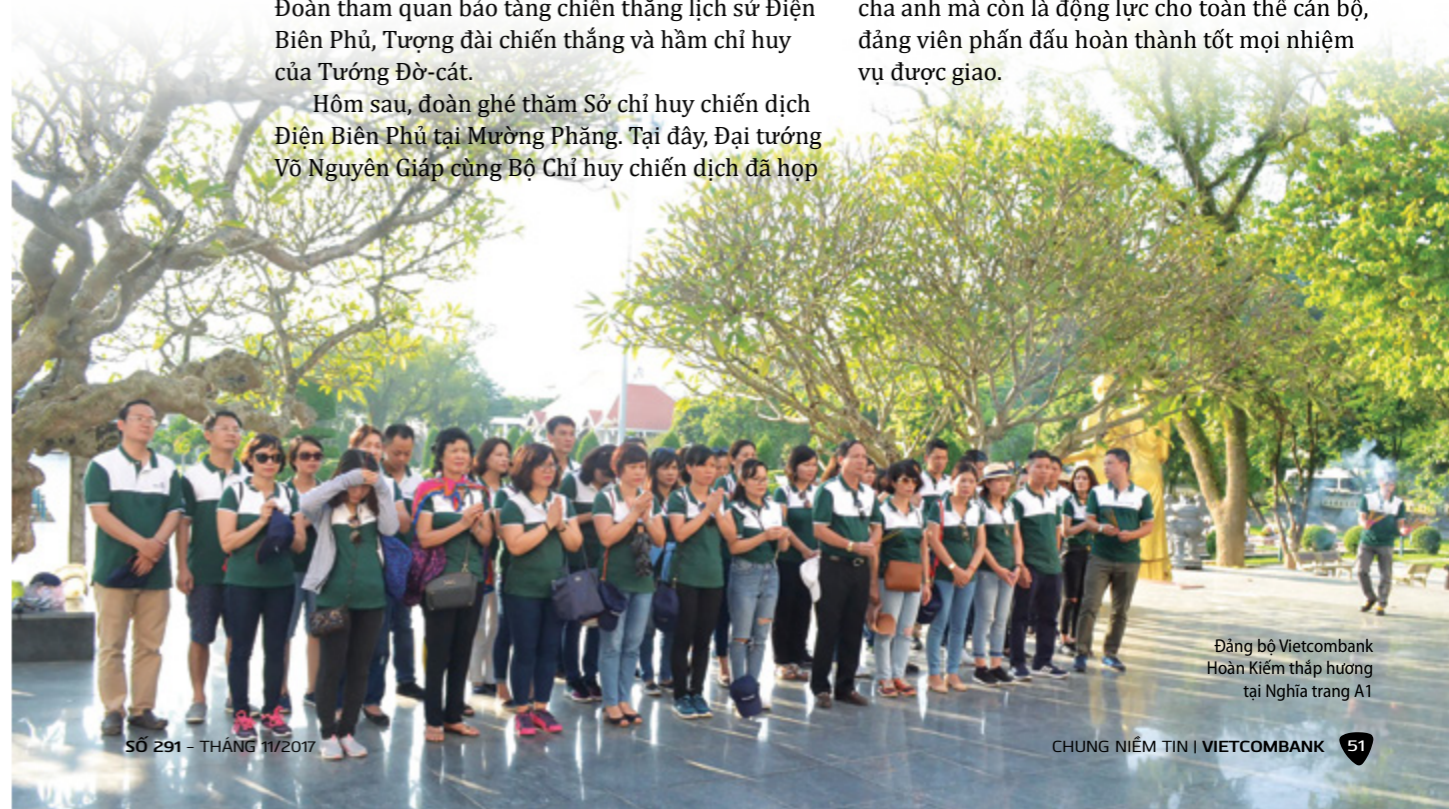 Đoàn tham quan bảo tàng chiến thắng lịch sử Điện
Biên Phủ, Tượng đài chiến thắng và hầm chỉ huy
của Tướng Đờ-cát.
Hôm sau, đoàn ghé thăm Sở chỉ huy chiến dịch
Điện Biên Phủ tại Mường Phăng. Tại đây, Đại tướng
Võ Nguyên Giáp cùng Bộ Chỉ huy chiến dịch đã họp
cha anh mà còn là động lực cho toàn thể cán bộ,
đảng viên phấn đấu hoàn thành tốt mọi nhiệm
vụ được giao.
Đảng bộ Vietcombank
Hoàn Kiếm thắp hương
tại Nghĩa trang A1
SỐ 291 – THÁNG 11/2017
CHUNG NIỀM TIN | VIETCOMBANK 51